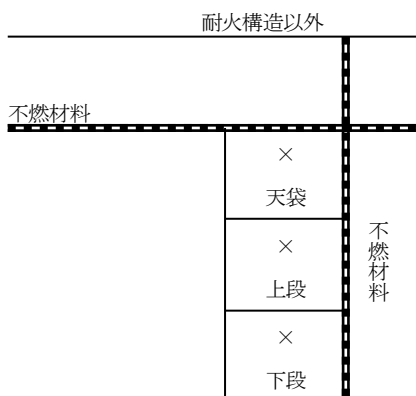 耐火構造以外
不燃材料
×
天袋
×
上段
×
下段
不燃材料